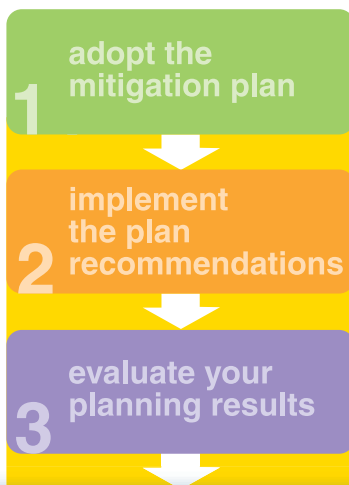 adopt the
1 mitigation plan
implement
the plan
2 recommendations
evaluate your
3 planning results